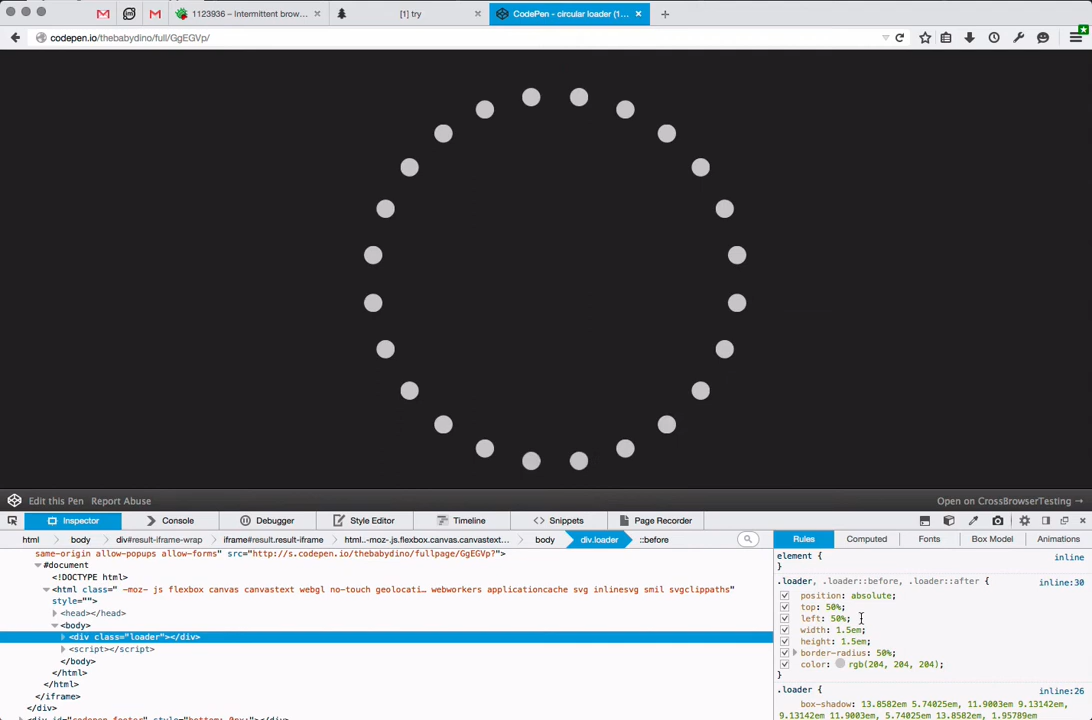 1123936 – Intermittent brow... × [1] try × CodePen - circular loader (1... × +
codepen.io/thebabydino/full/GgEGVp/
Edit this Pen Report Abuse Open on CrossBrowserTesting →
Inspector Console Debugger Style Editor Timeline Snippets Page Recorder
html body div#result-iframe-wrap iframe#result.result-iframe html.-moz-.js.flexbox.canvas.canvastext... body div.loader ::before Rules Computed Fonts Box Model Animations
same-origin allow-popups allow-forms" src="http://s.codepen.io/thebabydino/fullpage/GgEGVp?">
#document
<!DOCTYPE html>
<html class=" -moz- js flexbox canvas canvastext webgl no-touch geolocati… webworkers applicationcache svg inlinesvg smil svgclippaths"
style="">
<head></head>
<body>
<div class="loader"></div>
<script></script>
</body>
</html>
</iframe>
</div>
<div id="codepen-footer" style="bottom: 0px;">
element { inline
}
.loader, .loader::before, .loader::after { inline:30
position: absolute;
top: 50%;
left: 50%;
width: 1.5em;
height: 1.5em;
border-radius: 50%;
color: rgb(204, 204, 204);
}
.loader { inline:26
box-shadow: 13.8582em 5.74025em, 11.9003em 9.13142em,
9.13142em 11.9003em, 5.74025em 13.8582em, 1.95789em